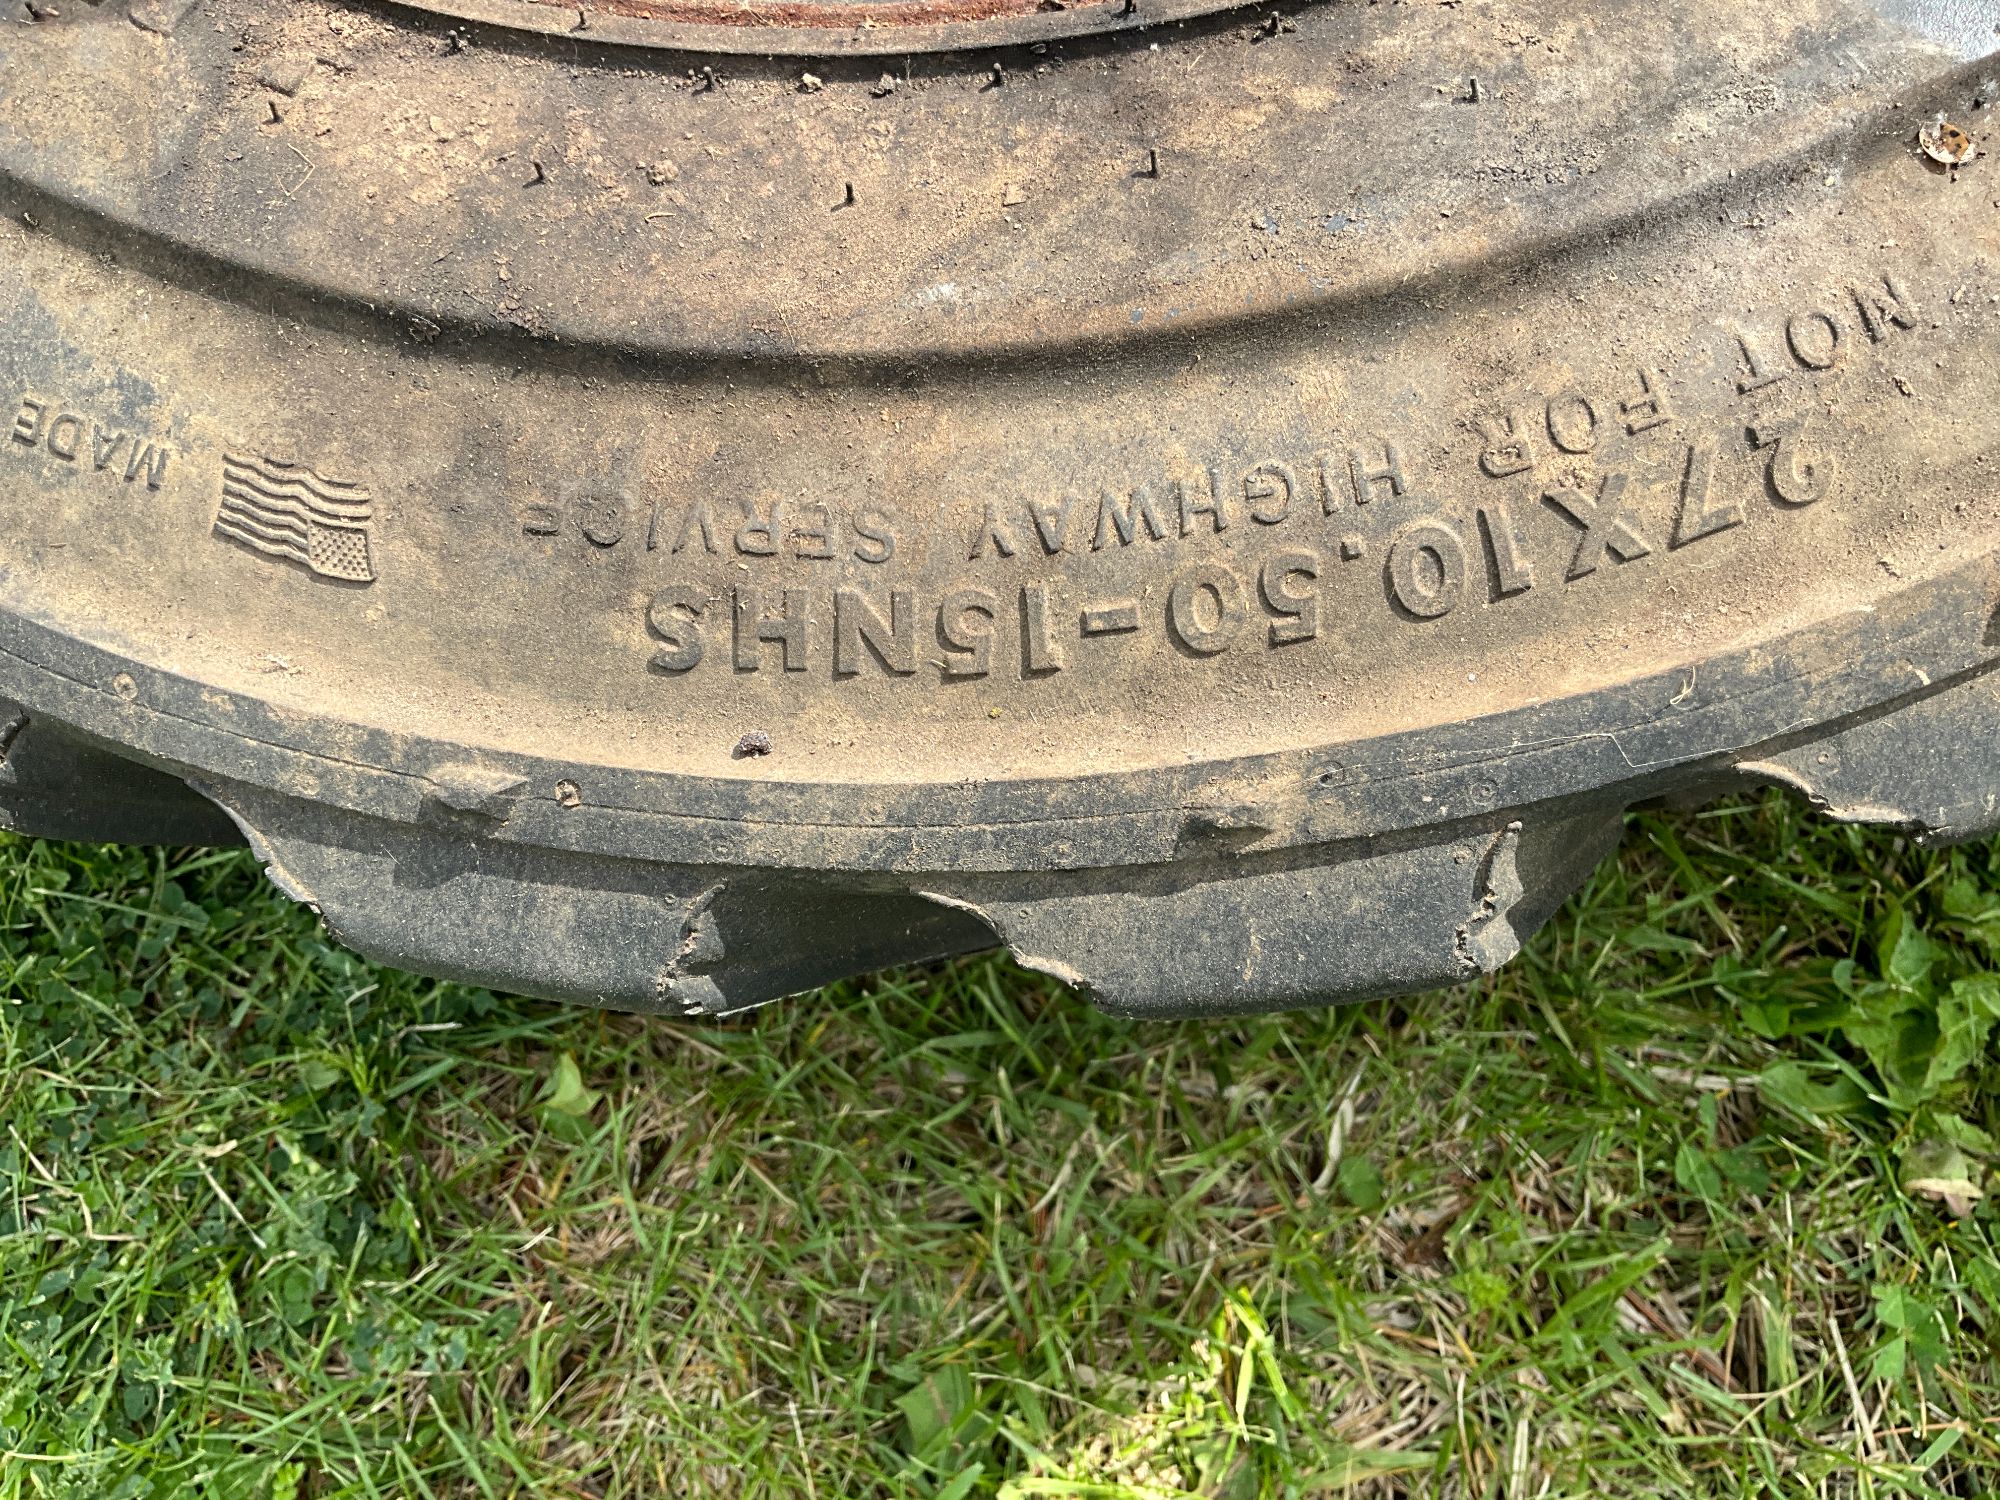 27X10.50-15NHS
NOT FOR HIGHWAY SERVICE
MADE